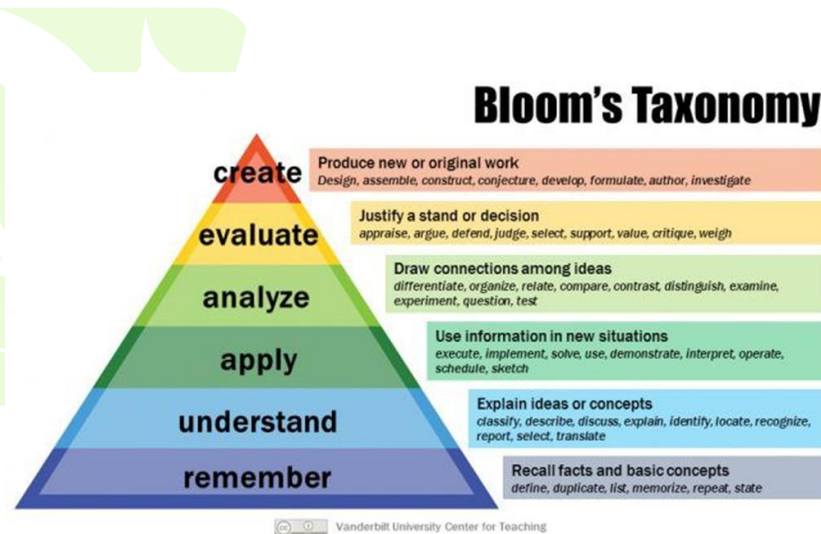 Bloom's Taxonomy
create
Produce new or original work
Design, assemble, construct, conjecture, develop, formulate, author, investigate
evaluate
Justify a stand or decision
appraise, argue, defend, judge, select, support, value, critique, weigh
analyze
Draw connections among ideas
differentiate, organize, relate, compare, contrast, distinguish, examine,
experiment, question, test
apply
Use information in new situations
execute, implement, solve, use, demonstrate, interpret, operate,
schedule, sketch
understand
Explain ideas or concepts
classify, describe, discuss, explain, identify, locate, recognize,
report, select, translate
remember
Recall facts and basic concepts
define, duplicate, list, memorize, repeat, state
cc
Vanderbilt University Center for Teaching